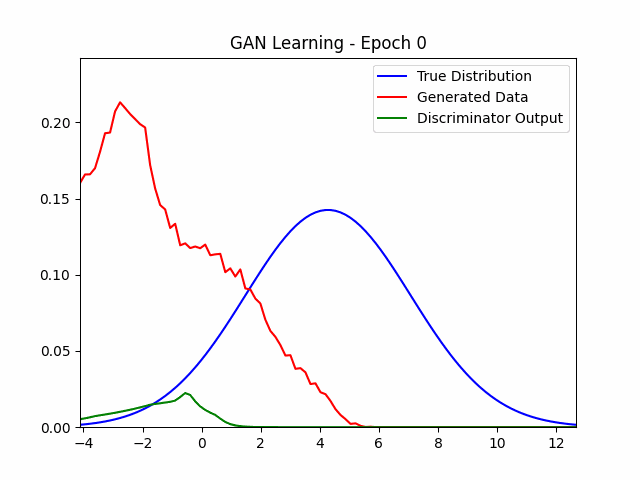 GAN Learning - Epoch 0
True Distribution
Generated Data
Discriminator Output
0.20
0.15
0.10
0.05
0.00
−4 −2 0 2 4 6 8 10 12